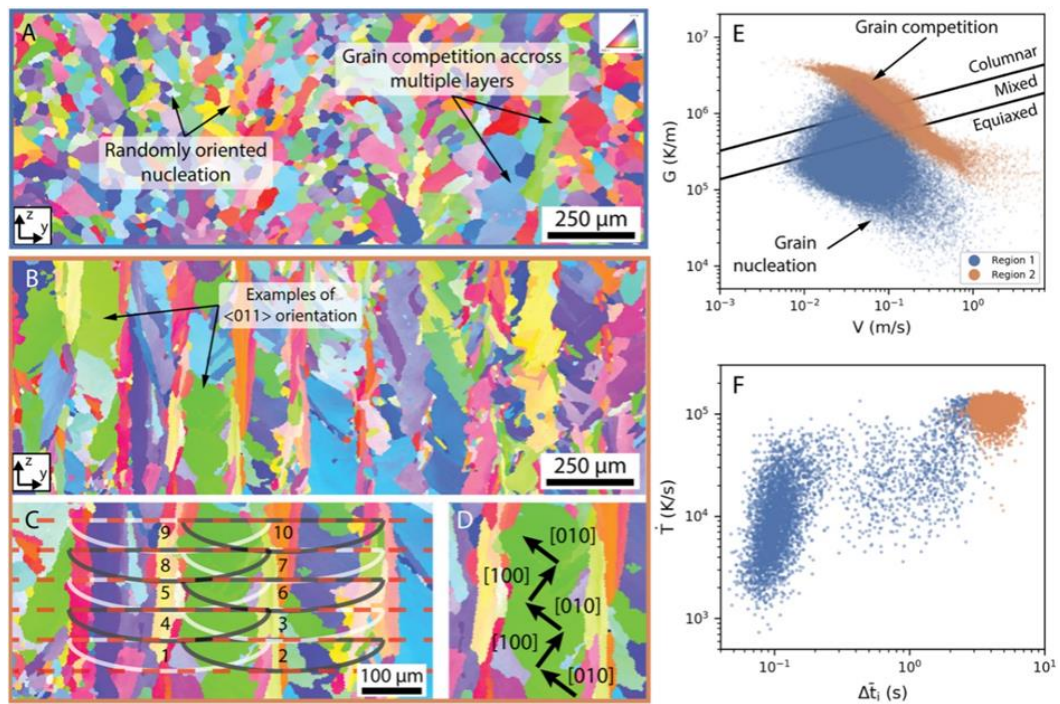 A
Grain competition accross
multiple layers
Randomly oriented
nucleation
z
y
250 μm
B
Examples of
<011> orientation
z
y
250 μm
C
9 10
8 7
5 6
4 3
1 2
100 μm
D
[010]
[100]
[010]
[100]
[010]
E
Grain competition
Columnar
Mixed
Equiaxed
G (K/m)
10⁶
10⁵
10⁴
Grain
nucleation
Region 1
Region 2
10⁻³ 10⁻² 10⁻¹ 10⁰
V (m/s)
F
Ṫ (K/s)
10⁵
10⁴
10³
10⁻¹ 10⁰ 10¹
Δt̄ᵢ (s)